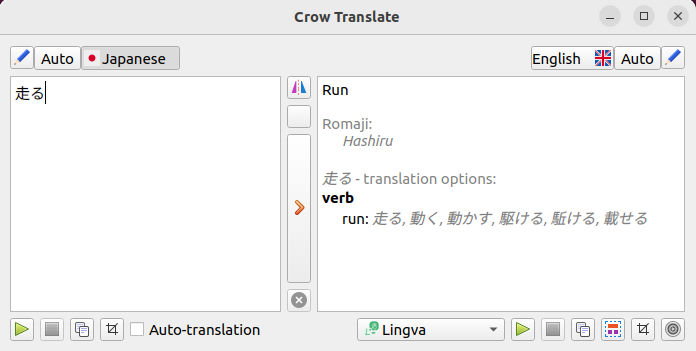 Crow Translate
Auto
Japanese
English
Auto
走る
Run
Romaji:
Hashiru
走る - translation options:
verb
run: 走る, 動く, 動かす, 駆ける, 駈ける, 載せる
Auto-translation
Lingva